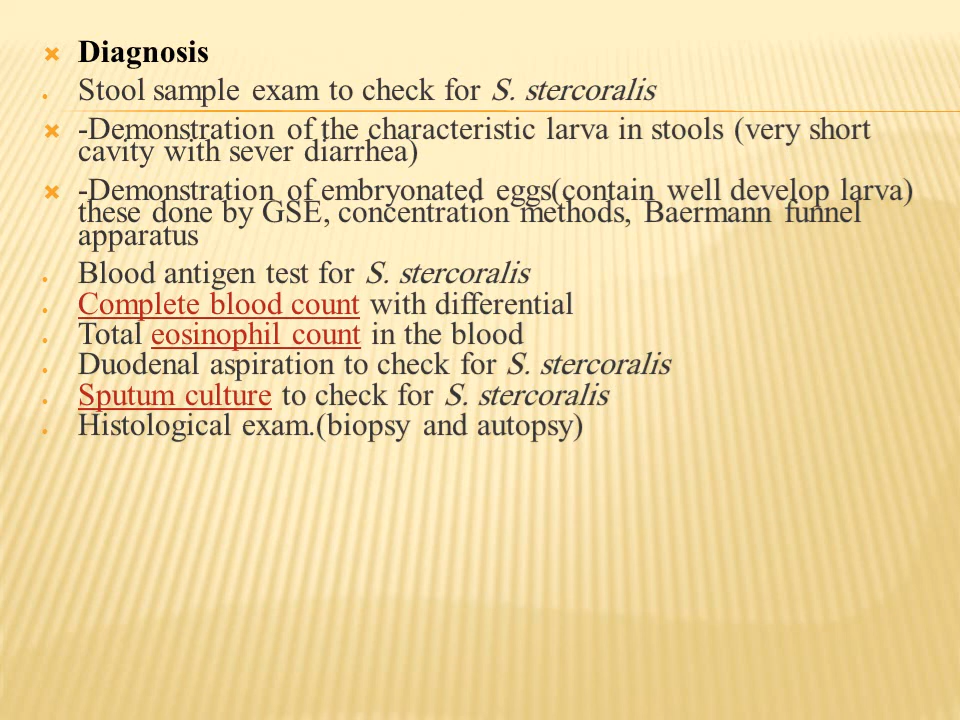 Diagnosis
Stool sample exam to check for S. stercoralis
-Demonstration of the characteristic larva in stools (very short
cavity with sever diarrhea)
-Demonstration of embryonated eggs(contain well develop larva)
these done by GSE, concentration methods, Baermann funnel
apparatus
Blood antigen test for S. stercoralis
Complete blood count with differential
Total eosinophil count in the blood
Duodenal aspiration to check for S. stercoralis
Sputum culture to check for S. stercoralis
Histological exam.(biopsy and autopsy)